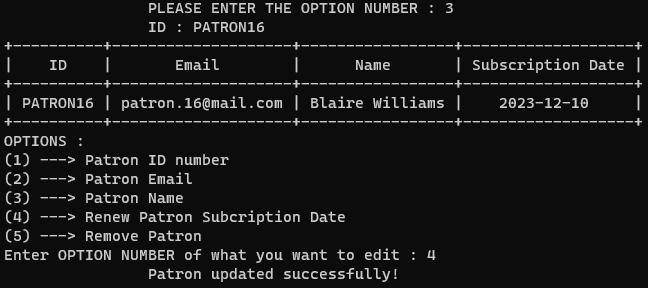 PLEASE ENTER THE OPTION NUMBER : 3
ID : PATRON16
+----------+--------------------+-----------------+-------------------+
|    ID    |       Email        |      Name       | Subscription Date |
+----------+--------------------+-----------------+-------------------+
| PATRON16 | patron.16@mail.com | Blaire Williams |    2023-12-10     |
+----------+--------------------+-----------------+-------------------+
OPTIONS :
(1) ---> Patron ID number
(2) ---> Patron Email
(3) ---> Patron Name
(4) ---> Renew Patron Subcription Date
(5) ---> Remove Patron
Enter OPTION NUMBER of what you want to edit : 4
Patron updated successfully!